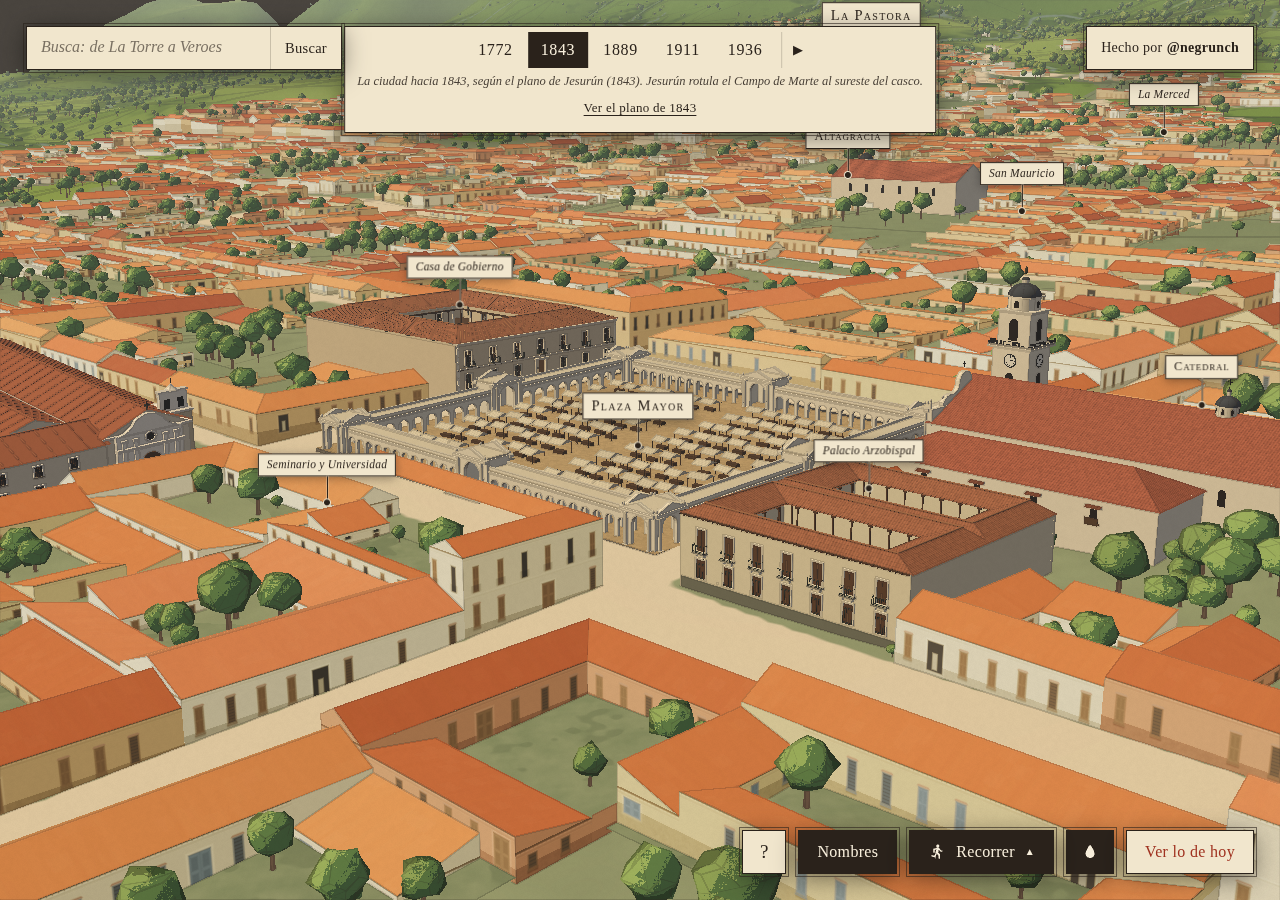 La Pastora
Busca: de La Torre a Veroes
Buscar
1772 1843 1889 1911 1936
La ciudad hacia 1843, según el plano de Jesurún (1843). Jesurún rotula el Campo de Marte al sureste del casco.
Ver el plano de 1843
Hecho por @negrunch
La Merced
Altagracia
San Mauricio
Casa de Gobierno
Catedral
Plaza Mayor
Palacio Arzobispal
Seminario y Universidad
?
Nombres
Recorrer
Ver lo de hoy